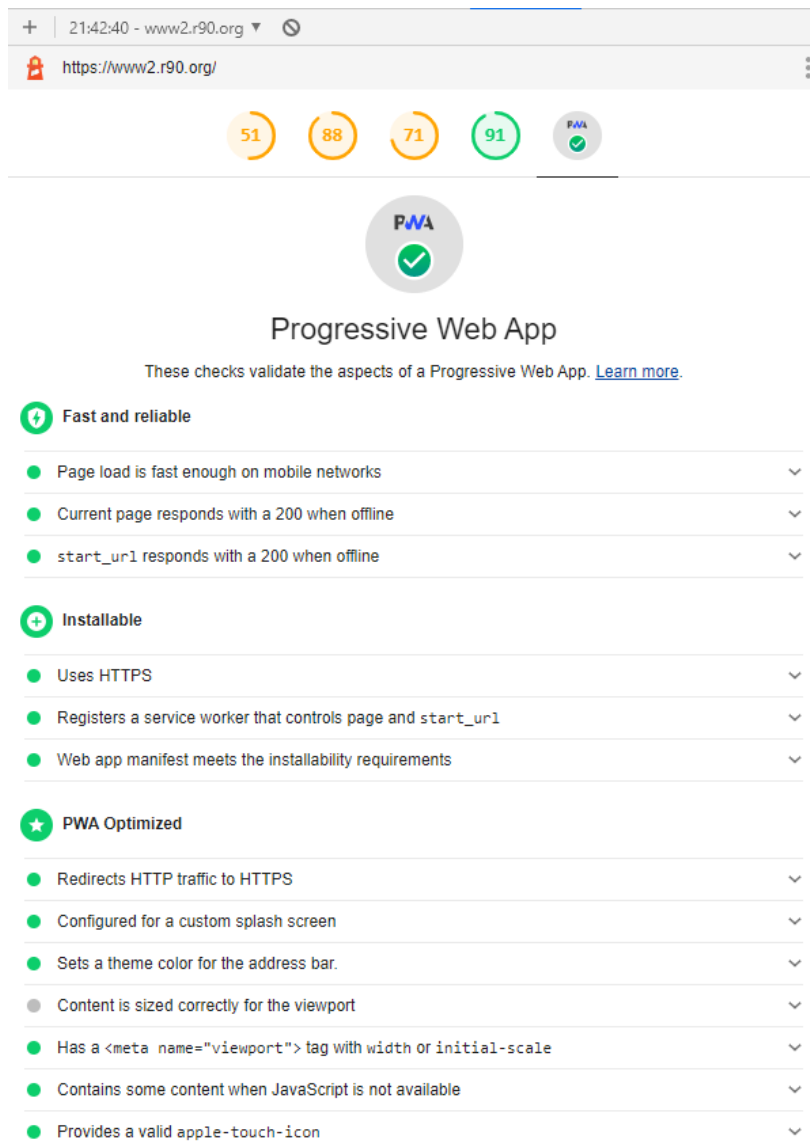 21:42:40 - www2.r90.org
https://www2.r90.org/
51 88 71 91 PWA
PWA
Progressive Web App
These checks validate the aspects of a Progressive Web App. Learn more.
Fast and reliable
Page load is fast enough on mobile networks
Current page responds with a 200 when offline
start_url responds with a 200 when offline
Installable
Uses HTTPS
Registers a service worker that controls page and start_url
Web app manifest meets the installability requirements
PWA Optimized
Redirects HTTP traffic to HTTPS
Configured for a custom splash screen
Sets a theme color for the address bar.
Content is sized correctly for the viewport
Has a <meta name="viewport"> tag with width or initial-scale
Contains some content when JavaScript is not available
Provides a valid apple-touch-icon